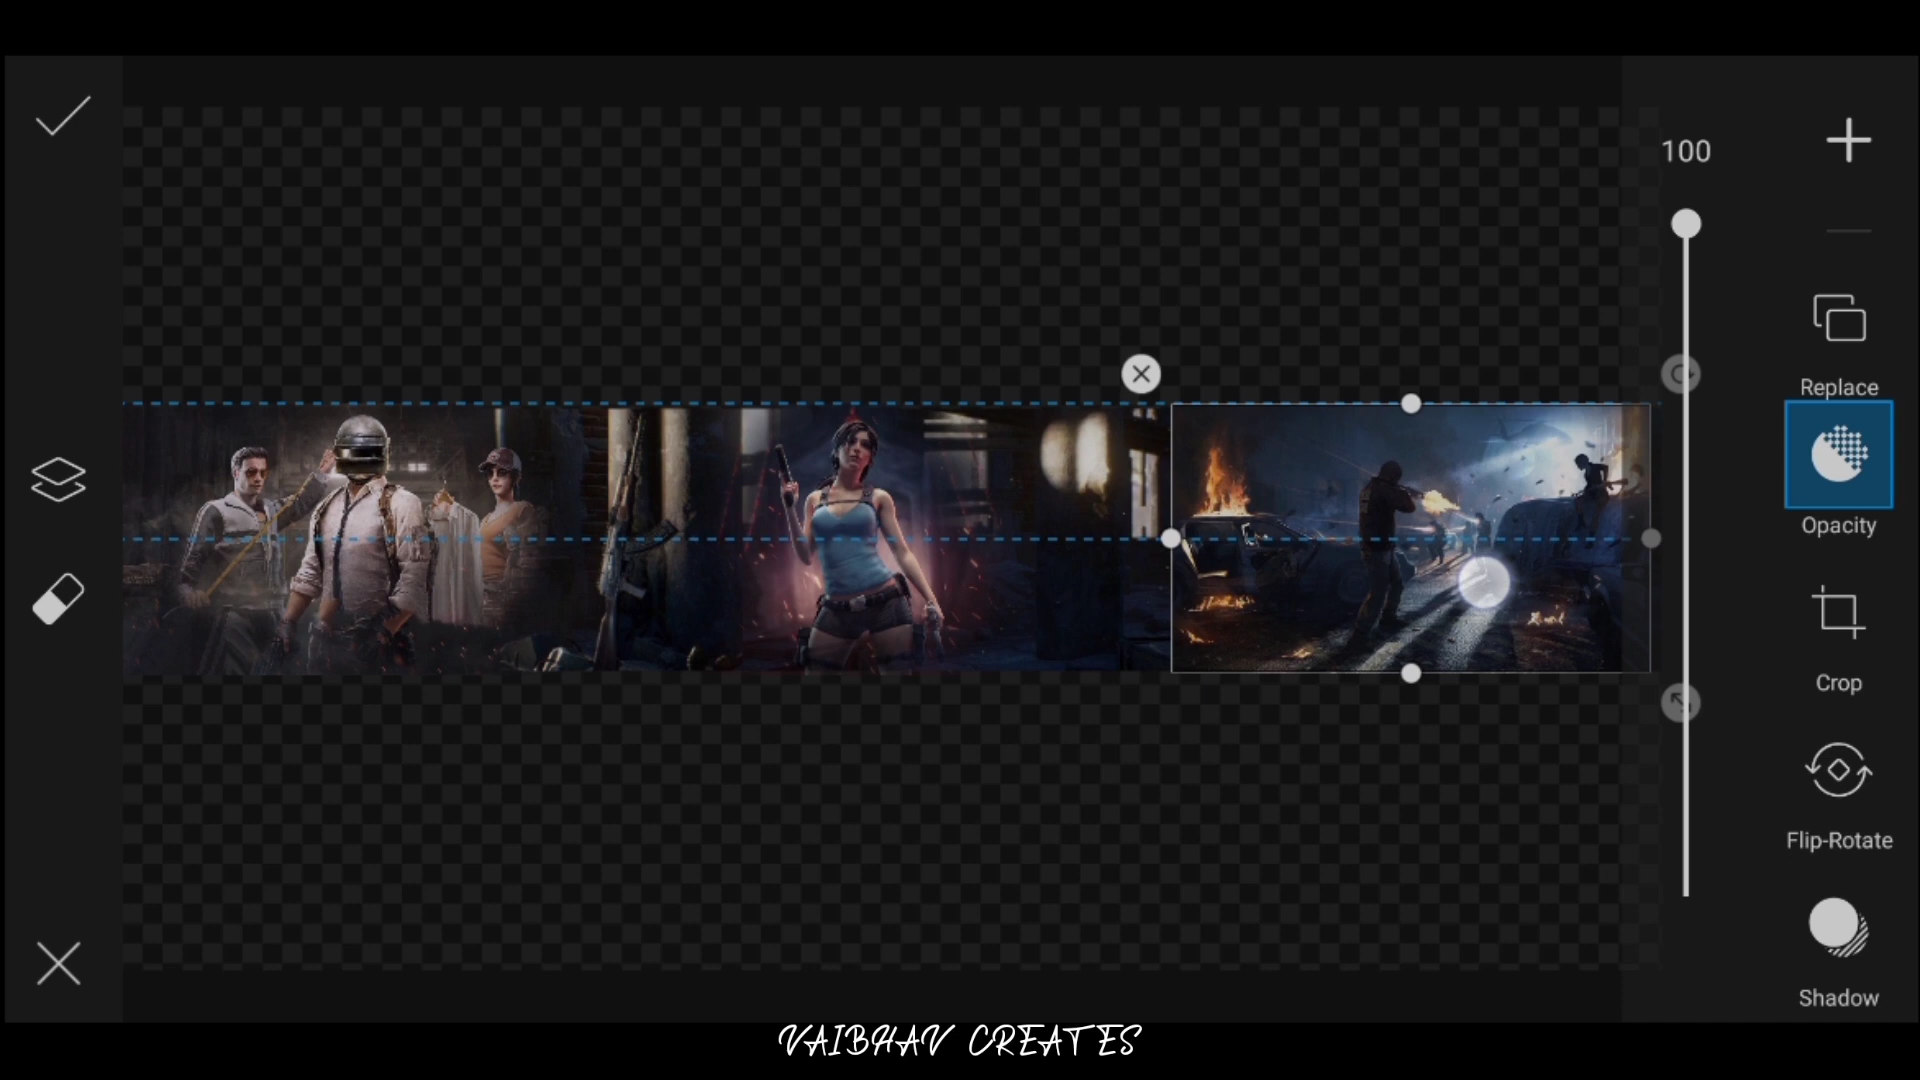 100
Replace
Opacity
Crop
Flip-Rotate
Shadow
VAIBHAV CREATES